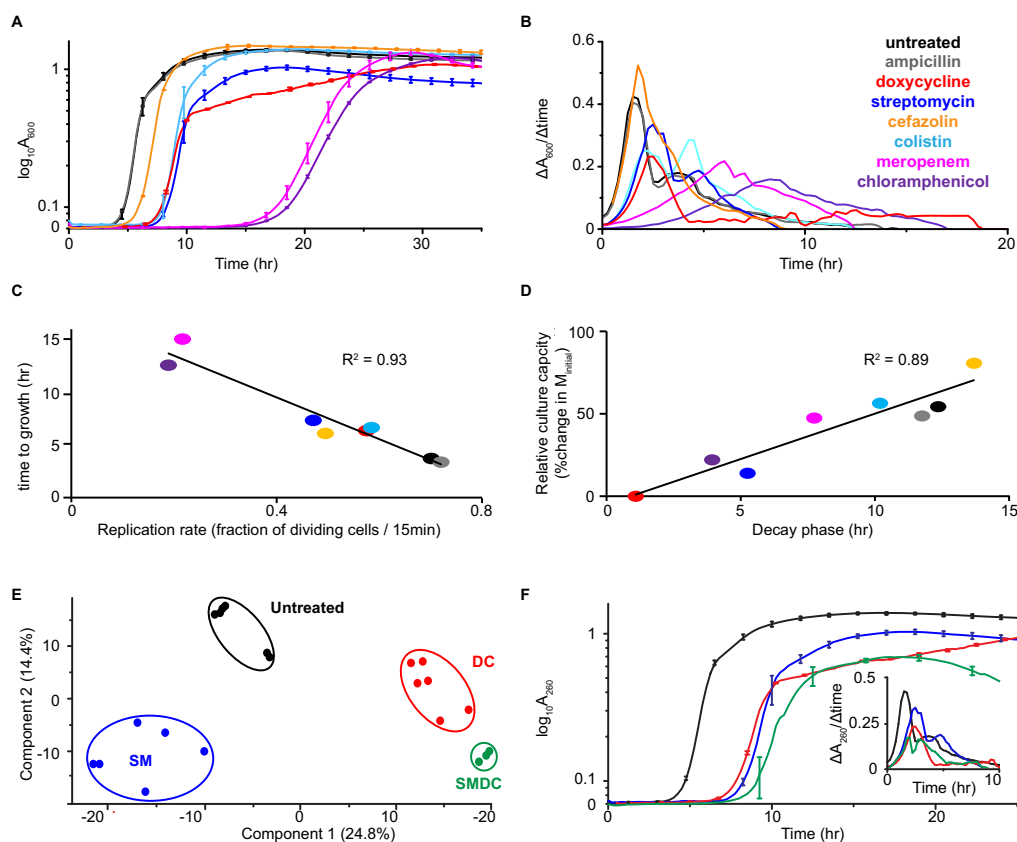 A
log₁₀A₆₀₀
1
0.1
0
0
10
20
30
Time (hr)
B
ΔA₆₀₀/Δtime
0.6
0.4
0.2
0
0
10
20
Time (hr)
untreated
ampicillin
doxycycline
streptomycin
cefazolin
colistin
meropenem
chloramphenicol
C
time to growth (hr)
15
10
5
0
0
0.4
0.8
R² = 0.93
Replication rate (fraction of dividing cells / 15min)
D
Relative culture capcity
(%change in Mᵢₙᵢₜᵢₐₗ)
100
50
0
0
5
10
15
R² = 0.89
Decay phase (hr)
E
Component 2 (14.4%)
10
0
-10
-20
-10
0
10
-20
Untreated
DC
SM
SMDC
Component 1 (24.8%)
F
log₁₀A₂₆₀
1
0.1
0
0
10
20
Time (hr)
ΔA₂₆₀/Δtime
0.5
0.25
0
0
10
Time (hr)